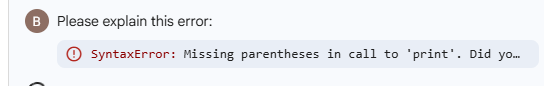 B
Please explain this error:
SyntaxError: Missing parentheses in call to 'print'. Did yo…